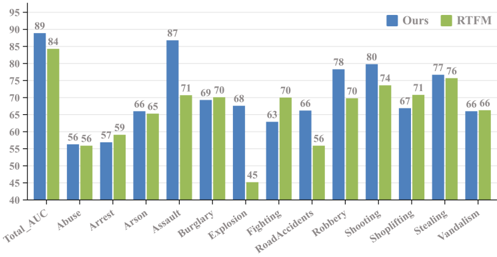 95
90
85
80
75
70
65
60
55
50
45
40
Ours RTFM
89 84
56 56
57 59
66 65
87 71
69 70
68 45
63 70
66 56
78 70
80 74
67 71
77 76
66 66
Total_AUC
Abuse
Arrest
Arson
Assault
Burglary
Explosion
Fighting
RoadAccidents
Robbery
Shooting
Shoplifting
Stealing
Vandalism